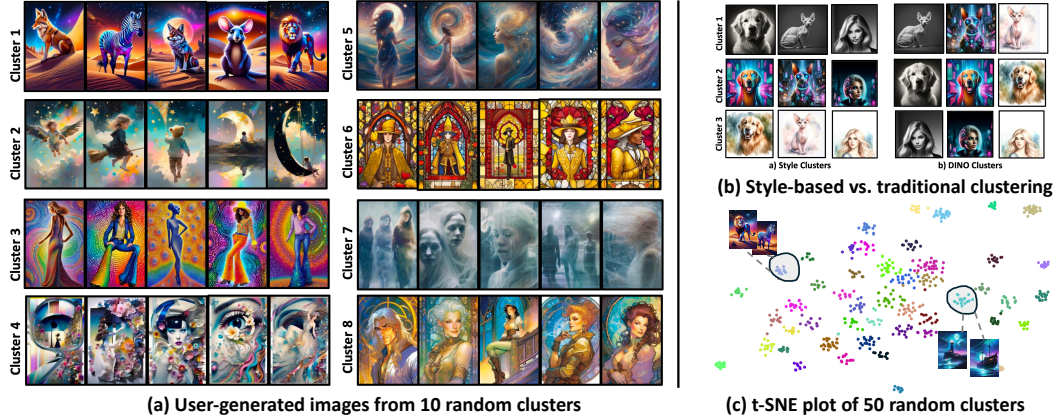 Cluster 1
Cluster 2
Cluster 3
Cluster 4
Cluster 5
Cluster 6
Cluster 7
Cluster 8
(a) User-generated images from 10 random clusters
Cluster 1
Cluster 2
Cluster 3
a) Style Clusters
b) DINO Clusters
(b) Style-based vs. traditional clustering
(c) t-SNE plot of 50 random clusters